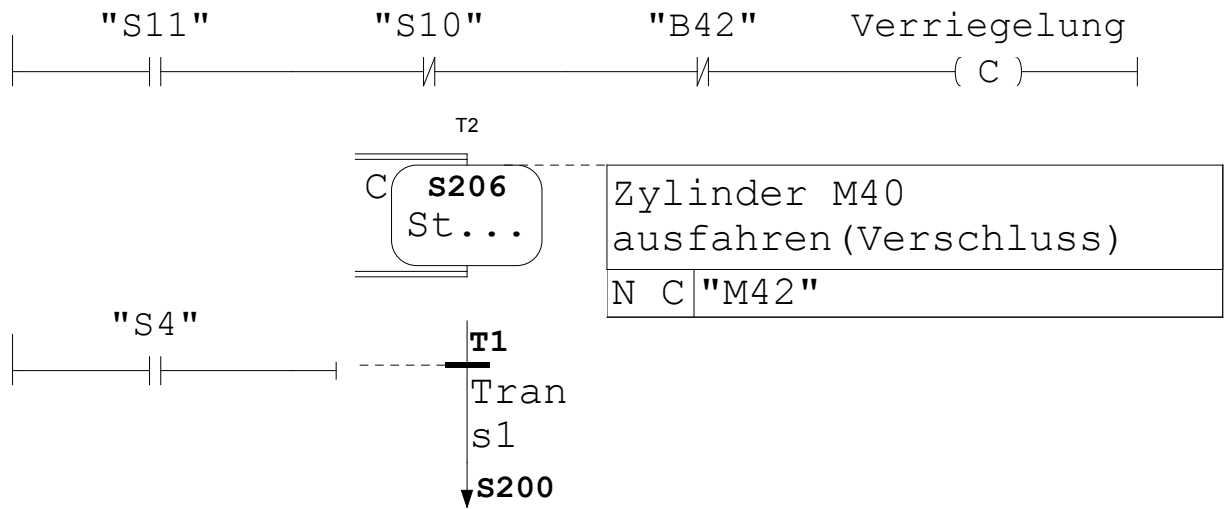 "S11" "S10" "B42" Verriegelung
( C )
T2
C S206
St...
Zylinder M40
ausfahren(Verschluss)
N C "M42"
"S4"
T1
Tran
s1
S200